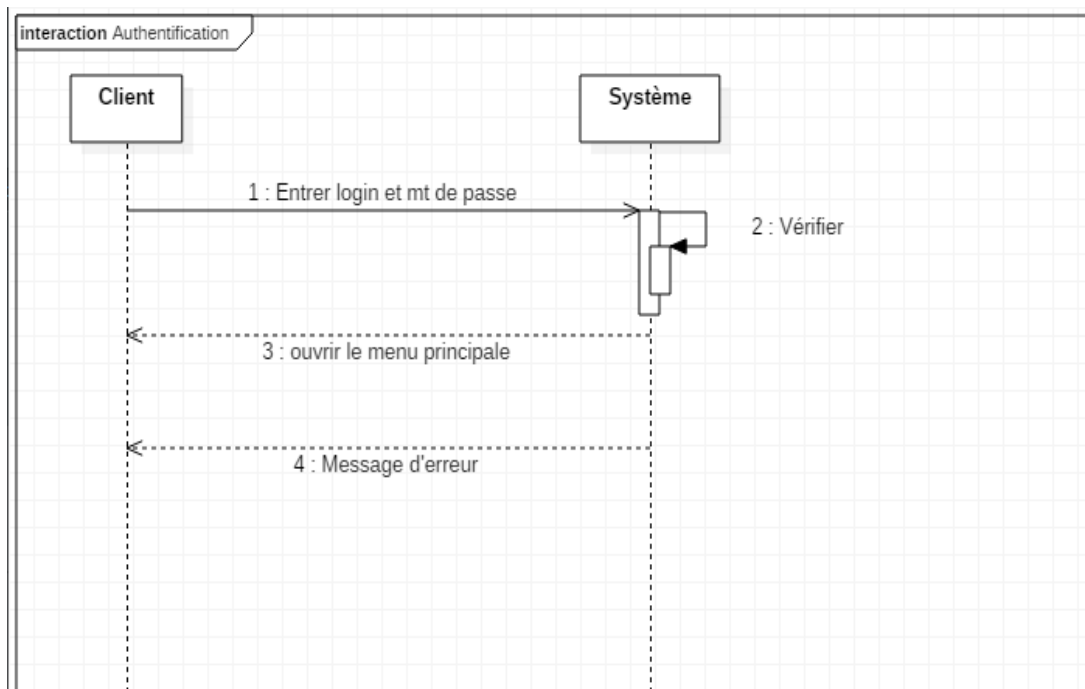 interaction Authentification
Client
Système
1 : Entrer login et mt de passe
2 : Vérifier
3 : ouvrir le menu principale
4 : Message d'erreur